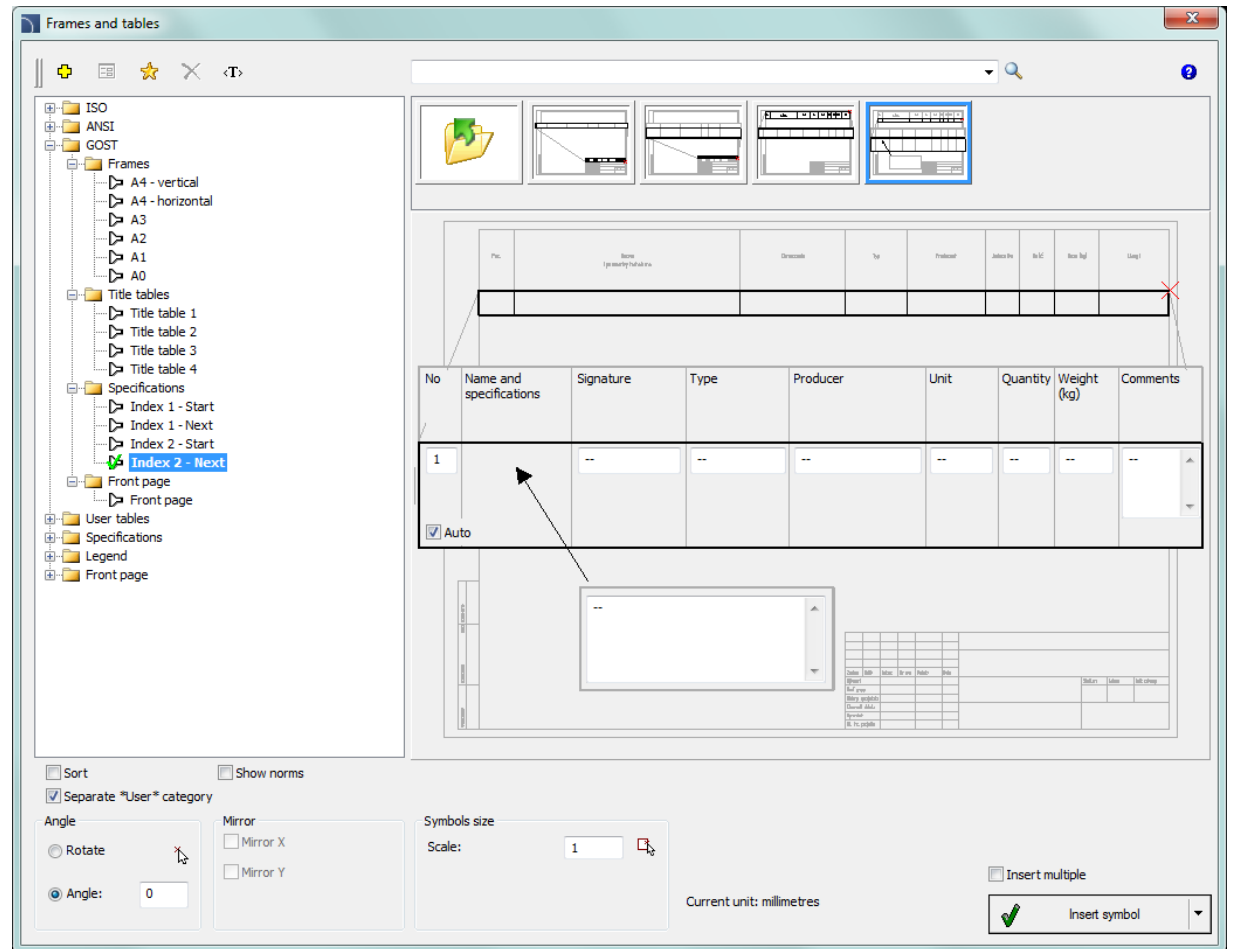 Frames and tables
X
<T>
?
ISO
ANSI
GOST
Frames
A4 - vertical
A4 - horizontal
A3
A2
A1
A0
Title tables
Title table 1
Title table 2
Title table 3
Title table 4
Specifications
Index 1 - Start
Index 1 - Next
Index 2 - Start
Index 2 - Next
Front page
Front page
User tables
Specifications
Legend
Front page
Poz.
Typ
Producent
No Name and specifications Signature Type Producer Unit Quantity Weight (kg) Comments
1 -- -- -- -- -- -- --
Auto
--
Sort Show norms
Separate *User* category
Angle Mirror Symbols size
Rotate Mirror X Scale: 1
Mirror Y
Angle: 0
Current unit: millimetres
Insert multiple
Insert symbol